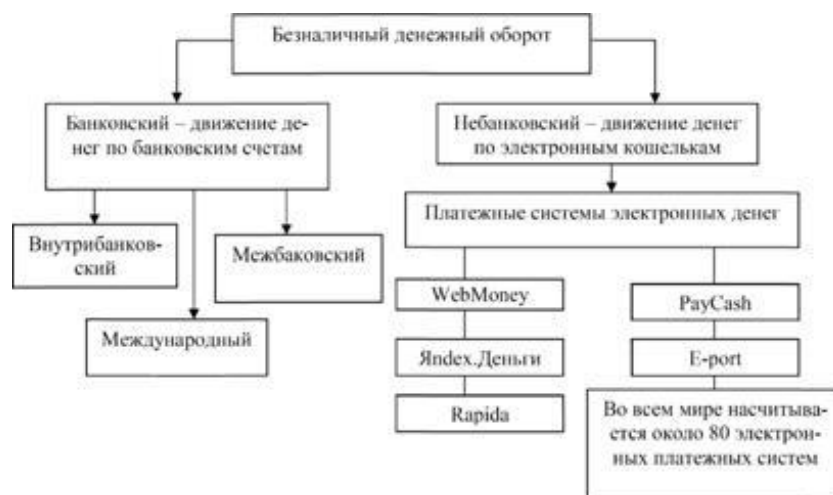 Безналичный денежный оборот
Банковский – движение де-
нег по банковским счетам
Небанковский – движение денег
по электронным кошелькам
Внутрибанков-
ский
Межбаковский
Международный
Платежные системы электронных денег
WebMoney
Яndex.Деньги
Rapida
PayCash
E-port
Во всем мире насчитыва-
ется около 80 электрон-
ных платежных систем